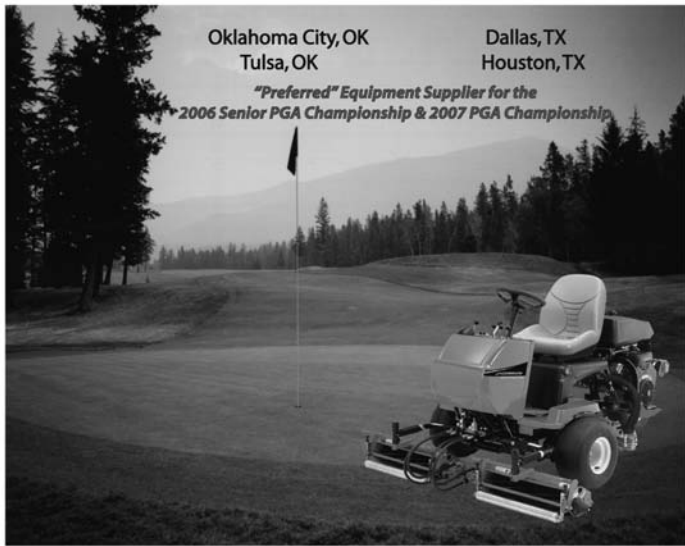 Oklahoma City, OK
Dallas, TX
Tulsa, OK
Houston, TX
"Preferred" Equipment Supplier for the
2006 Senior PGA Championship & 2007 PGA Championship